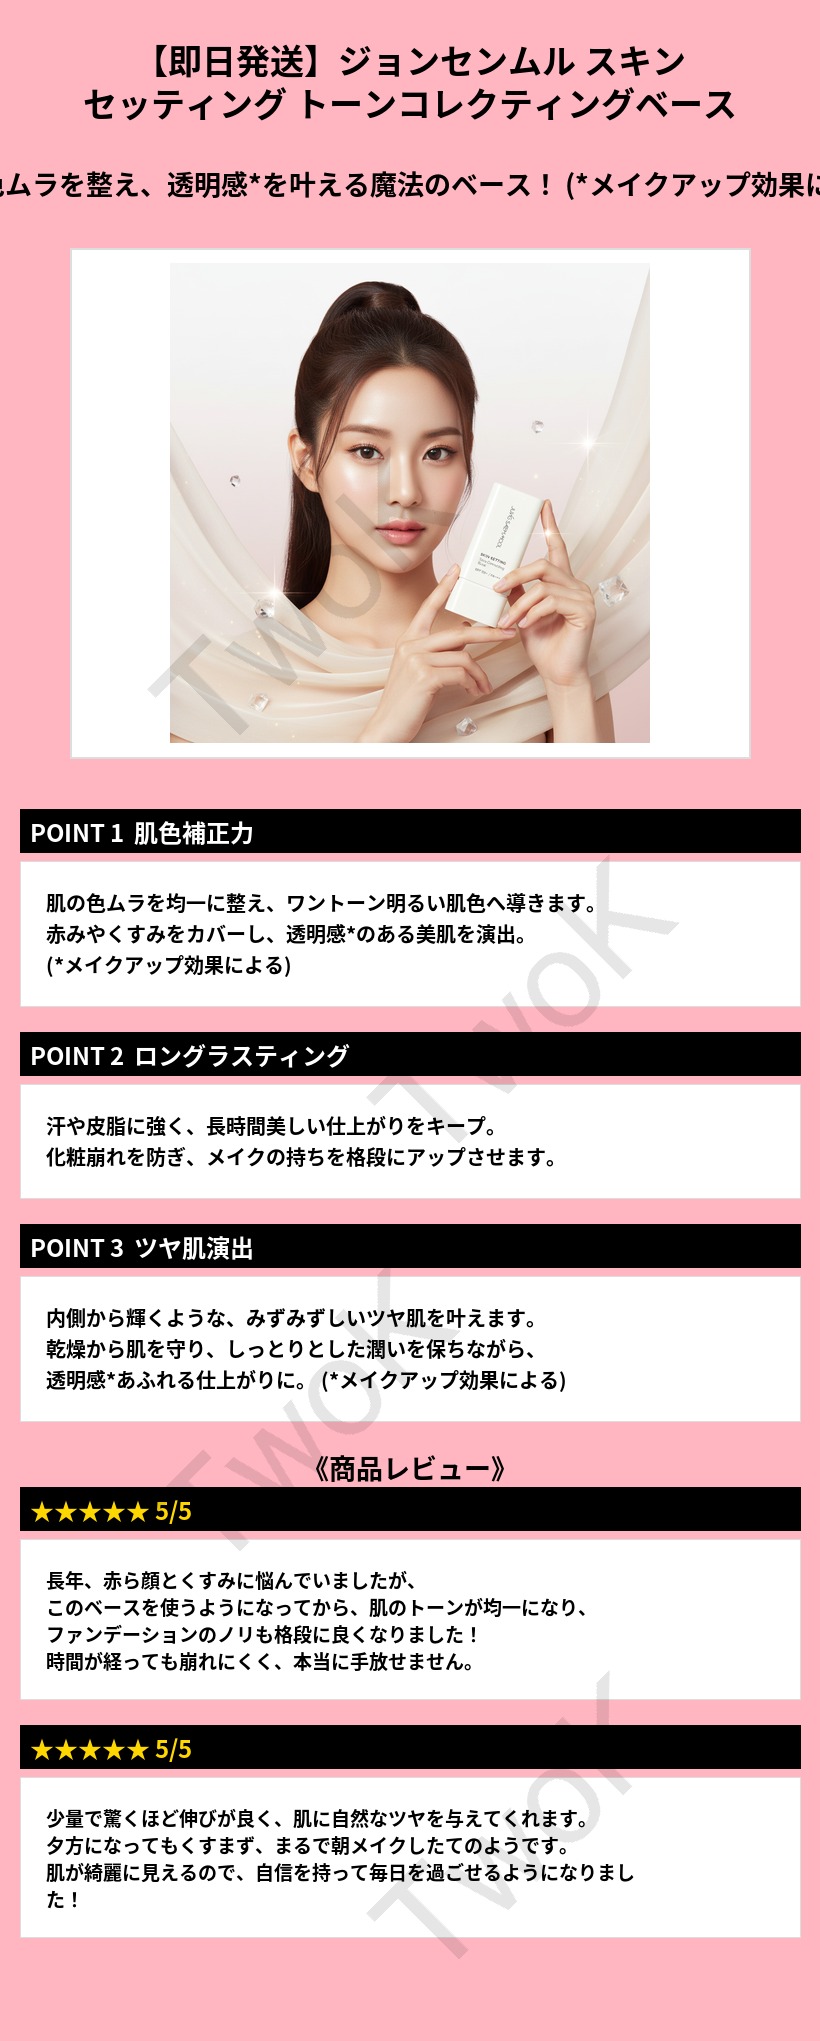 【即日発送】ジョンセンムル スキン
セッティング トーンコレクティングベース
ムラを整え、透明感*を叶える魔法のベース！ (*メイクアップ効果に
JUNG SAEM MOOL
SKIN SETTING
TwoK
POINT 1 肌色補正力
肌の色ムラを均一に整え、ワントーン明るい肌色へ導きます。
赤みやくすみをカバーし、透明感*のある美肌を演出。
(*メイクアップ効果による)
TwoK
POINT 2 ロングラスティング
汗や皮脂に強く、長時間美しい仕上がりをキープ。
化粧崩れを防ぎ、メイクの持ちを格段にアップさせます。
POINT 3 ツヤ肌演出
内側から輝くような、みずみずしいツヤ肌を叶えます。
乾燥から肌を守り、しっとりとした潤いを保ちながら、
透明感*あふれる仕上がりに。 (*メイクアップ効果による)
TwoK
《商品レビュー》
★★★★★ 5/5
長年、赤ら顔とくすみに悩んでいましたが、
このベースを使うようになってから、肌のトーンが均一になり、
ファンデーションのノリも格段に良くなりました！
時間が経っても崩れにくく、本当に手放せません。
★★★★★ 5/5
少量で驚くほど伸びが良く、肌に自然なツヤを与えてくれます。
夕方になってもくすまず、まるで朝メイクしたてのようです。
肌が綺麗に見えるので、自信を持って毎日を過ごせるようになりまし
た！
TwoK